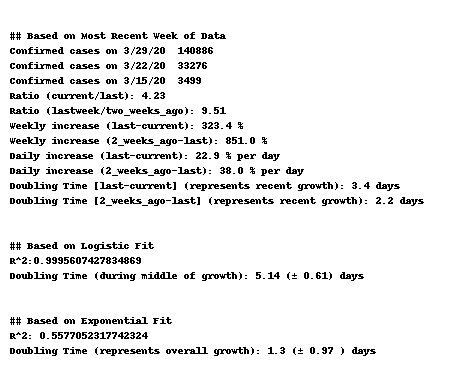 ## Based on Most Recent Week of Data
Confirmed cases on 3/29/20  140886
Confirmed cases on 3/22/20  33276
Confirmed cases on 3/15/20  3499
Ratio (current/last): 4.23
Ratio (lastweek/two_weeks_ago): 9.51
Weekly increase (last-current): 323.4 %
Weekly increase (2_weeks_ago-last): 851.0 %
Daily increase (last-current): 22.9 % per day
Daily increase (2_weeks_ago-last): 38.0 % per day
Doubling Time [last-current] (represents recent growth): 3.4 days
Doubling Time [2_weeks_ago-last] (represents recent growth): 2.2 days
## Based on Logistic Fit
R^2:0.9995607427834869
Doubling Time (during middle of growth): 5.14 (± 0.61) days
## Based on Exponential Fit
R^2: 0.5577052317742324
Doubling Time (represents overall growth): 1.3 (± 0.97 ) days